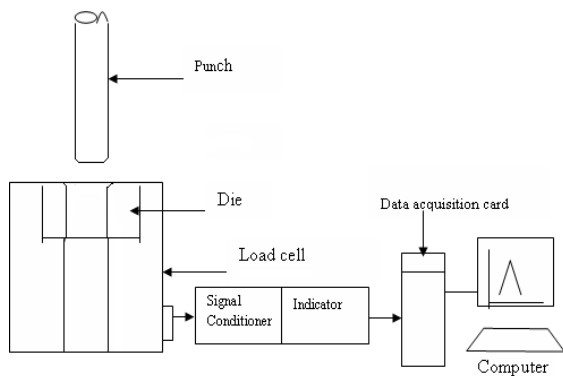 Punch
Die
Data acquisition card
Load cell
Signal Indicator
Conditioner
Computer